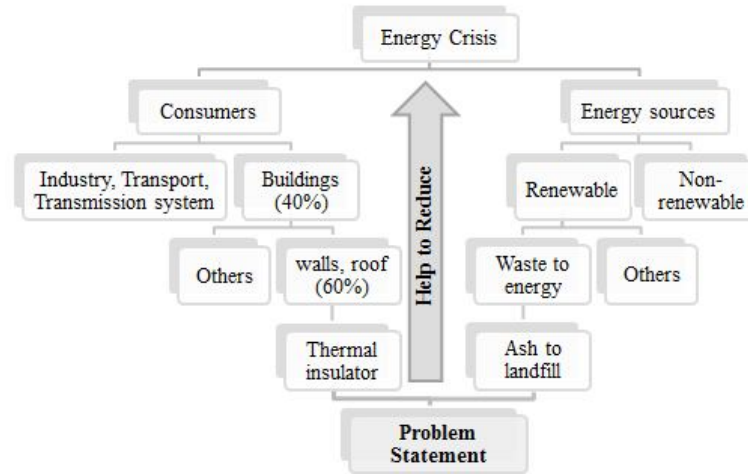 Energy Crisis
Consumers
Energy sources
Industry, Transport,
Transmission system
Buildings
(40%)
Renewable
Non-
renewable
Others
walls, roof
(60%)
Waste to
energy
Others
Thermal
insulator
Ash to
landfill
Help to Reduce
Problem
Statement